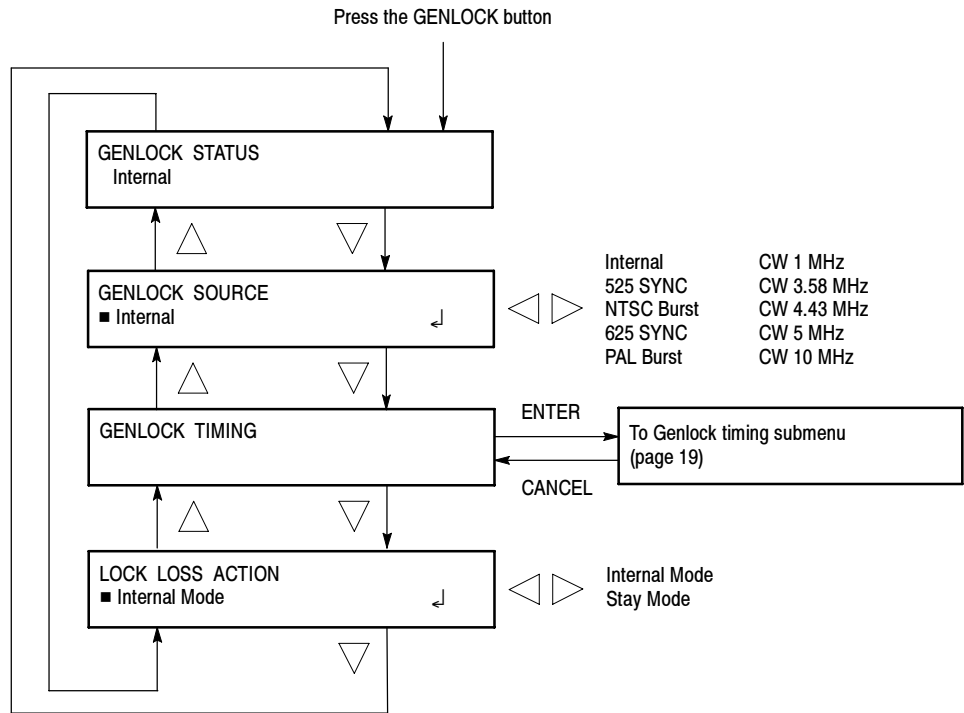 Press the GENLOCK button
GENLOCK STATUS
Internal
GENLOCK SOURCE
■ Internal ↲
Internal CW 1 MHz
525 SYNC CW 3.58 MHz
NTSC Burst CW 4.43 MHz
625 SYNC CW 5 MHz
PAL Burst CW 10 MHz
GENLOCK TIMING
ENTER
CANCEL
To Genlock timing submenu
(page 19)
LOCK LOSS ACTION
■ Internal Mode ↲
Internal Mode
Stay Mode